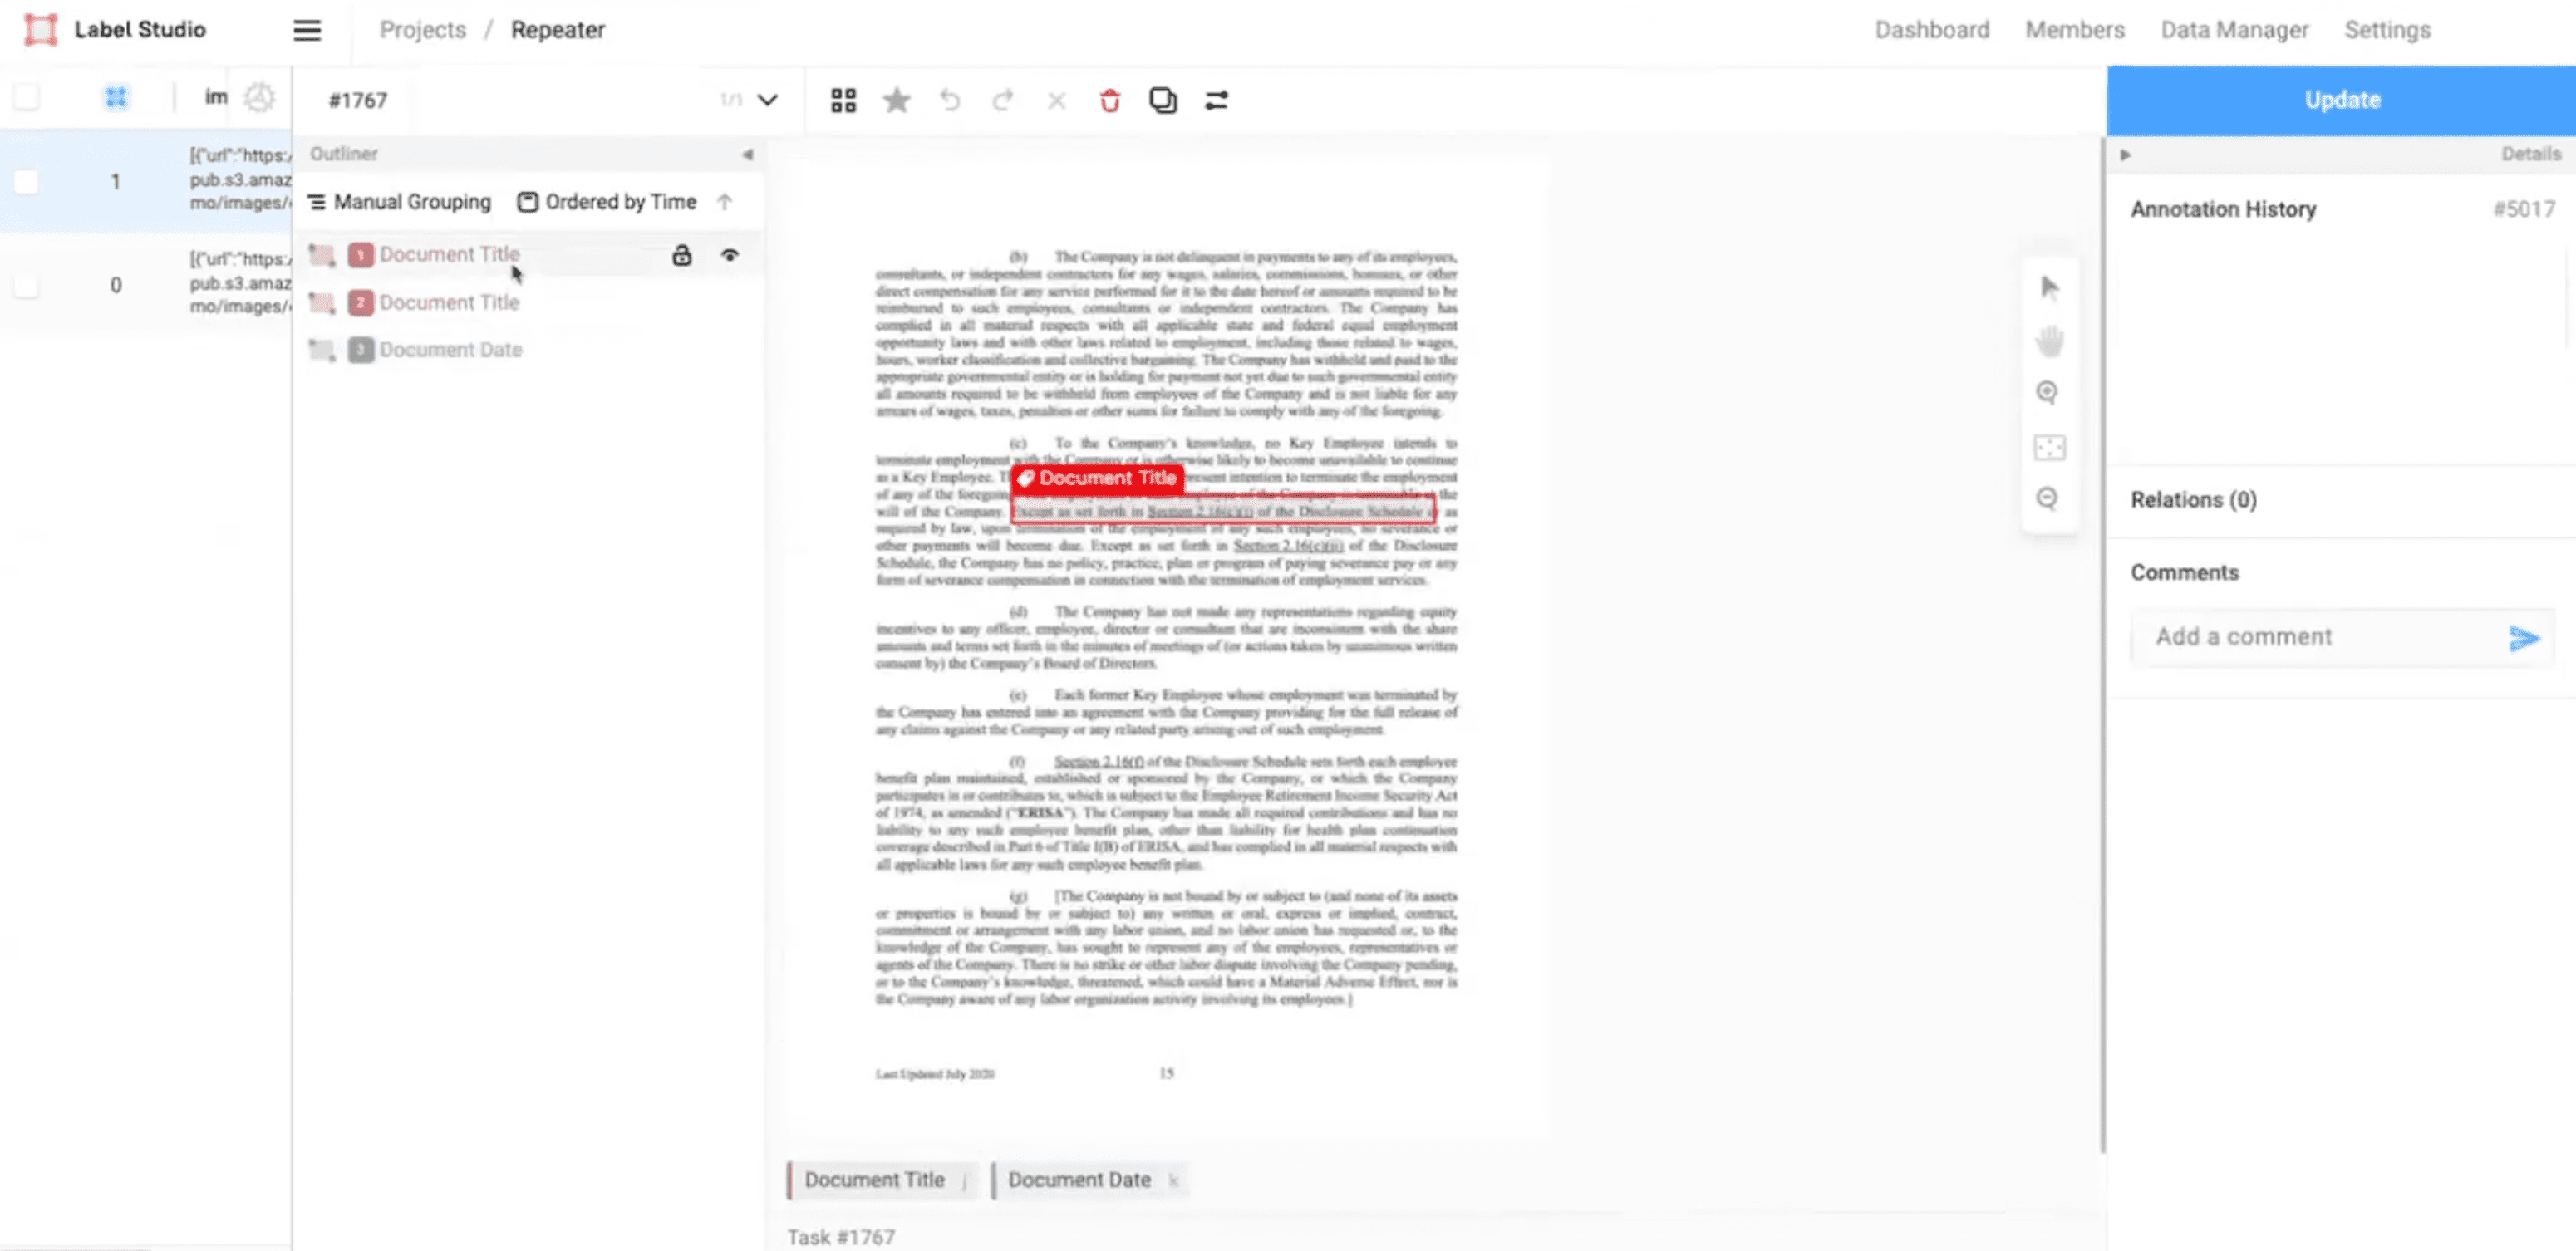 Label Studio
Projects / Repeater
Dashboard Members Data Manager Settings
im
#1767
1/1
Update
1
[{"url":"https:/
pub.s3.amaz
mo/images/
0
[{"url":"https:/
pub.s3.amaz
mo/images/
Outliner
Manual Grouping Ordered by Time
1 Document Title
2 Document Title
3 Document Date
(b) The Company is not delinquent in payments to any of its employees,
consultants, or independent contractors for any wages, salaries, commissions, bonuses, or other
direct compensation for any service performed for it to the date hereof or amounts required to be
reimbursed to such employees, consultants or independent contractors. The Company has
complied in all material respects with all applicable state and federal equal employment
opportunity laws and with other laws related to employment, including those related to wages,
hours, worker classification and collective bargaining. The Company has withheld and paid to the
appropriate governmental entity or is holding for payment not yet due to such governmental entity
all amounts required to be withheld from employees of the Company and is not liable for any
arrears of wages, taxes, penalties or other sums for failure to comply with any of the foregoing.
(c) To the Company's knowledge, no Key Employee intends to
terminate employment with the Company or is otherwise likely to become unavailable to continue
as a Key Employee. present intention to terminate the employment
Document Title
of any of the foregoing employee of the Company is terminable at the
will of the Company. Except as set forth in Section 2.16(c)(i) of the Disclosure Schedule or as
required by law, upon termination of the employment of any such employees, no severance or
other payments will become due. Except as set forth in Section 2.16(c)(ii) of the Disclosure
Schedule, the Company has no policy, practice, plan or program of paying severance pay or any
form of severance compensation in connection with the termination of employment services.
(d) The Company has not made any representations regarding equity
incentives to any officer, employee, director or consultant that are inconsistent with the share
amounts and terms set forth in the minutes of meetings of (or actions taken by unanimous written
consent by) the Company's Board of Directors.
(e) Each former Key Employee whose employment was terminated by
the Company has entered into an agreement with the Company providing for the full release of
any claims against the Company or any related party arising out of such employment.
(f) Section 2.16(f) of the Disclosure Schedule sets forth each employee
benefit plan maintained, established or sponsored by the Company, or which the Company
participates in or contributes to, which is subject to the Employee Retirement Income Security Act
of 1974, as amended ("ERISA"). The Company has made all required contributions and has no
liability to any such employee benefit plan, other than liability for health plan continuation
coverage described in Part 6 of Title I(B) of ERISA, and has complied in all material respects with
all applicable laws for any such employee benefit plan.
(g) [The Company is not bound by or subject to (and none of its assets
or properties is bound by or subject to) any written or oral, express or implied, contract,
commitment or arrangement with any labor union, and no labor union has requested or, to the
knowledge of the Company, has sought to represent any of the employees, representatives or
agents of the Company. There is no strike or other labor dispute involving the Company pending,
or to the Company's knowledge, threatened, which could have a Material Adverse Effect, nor is
the Company aware of any labor organization activity involving its employees.]
Last Updated July 2020 15
Document Title j Document Date k
Task #1767
Details
Annotation History #5017
Relations (0)
Comments
Add a comment